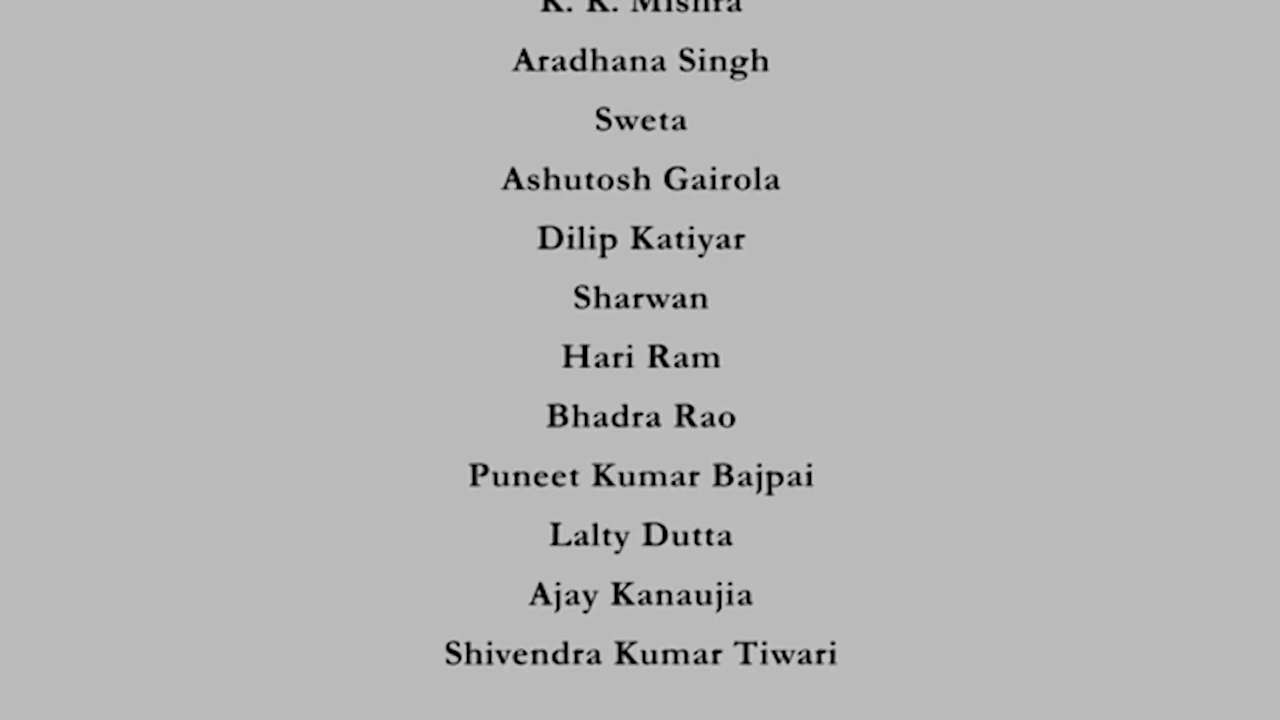 K. K. Mishra
Aradhana Singh
Sweta
Ashutosh Gairola
Dilip Katiyar
Sharwan
Hari Ram
Bhadra Rao
Puneet Kumar Bajpai
Lalty Dutta
Ajay Kanaujia
Shivendra Kumar Tiwari